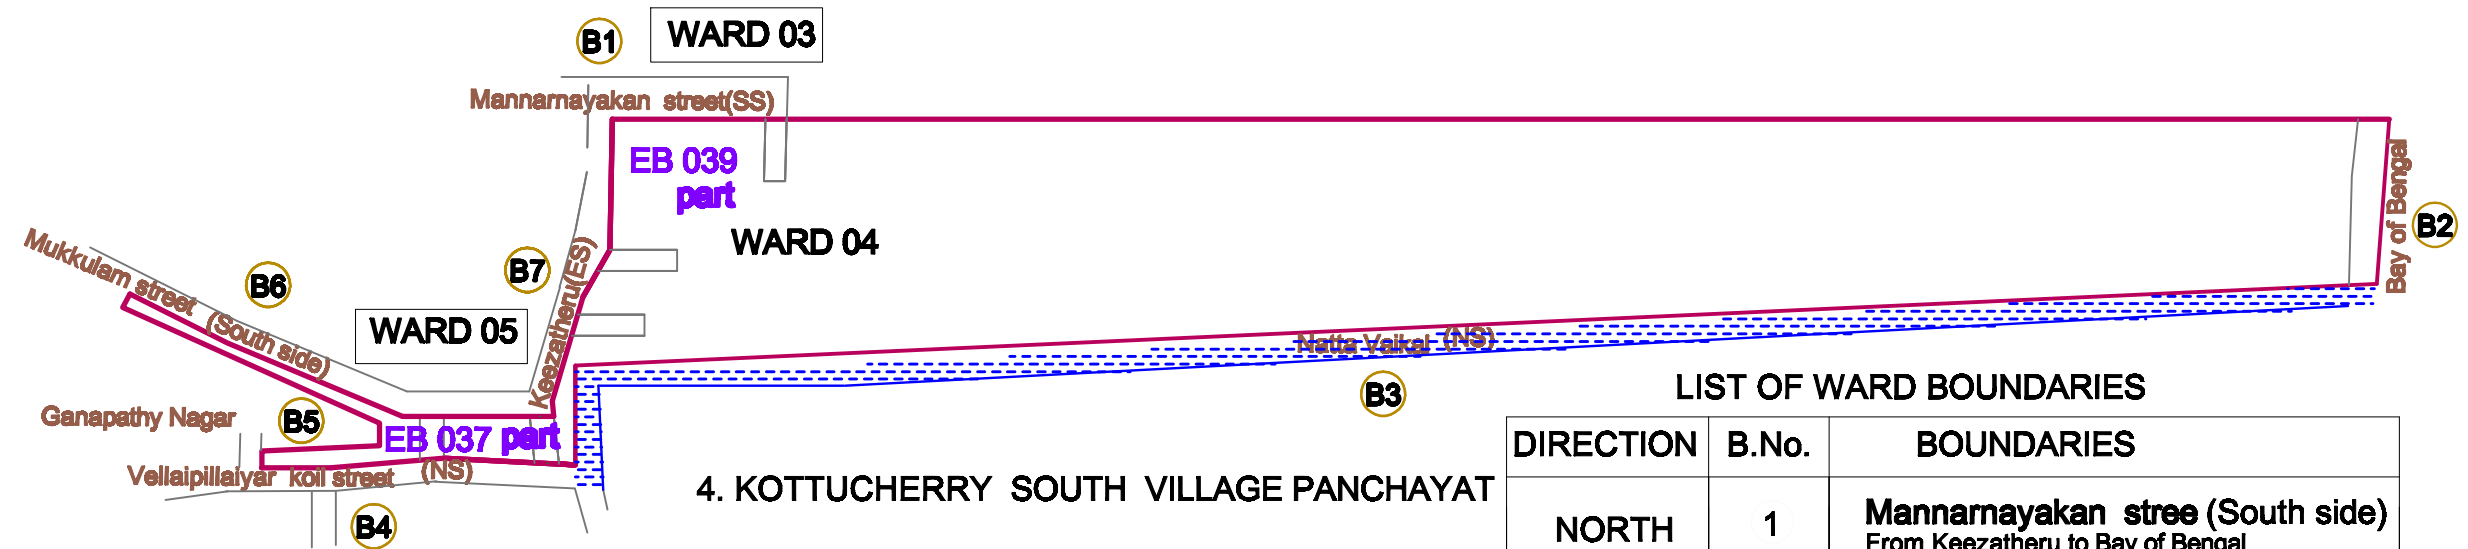 B1
WARD 03
Mannarnayakan street(SS)
EB 039
part
WARD 04
Bay of Bengal
B2
Mukkulam street (South side)
B6
B7
Keezatheru(ES)
WARD 05
Natta Vaikal (NS)
B3
Ganapathy Nagar
B5
EB 037 part
Vellaipillaiyar koil street (NS)
B4
4. KOTTUCHERRY SOUTH VILLAGE PANCHAYAT
LIST OF WARD BOUNDARIES
DIRECTION B.No. BOUNDARIES
NORTH 1 Mannarnayakan stree (South side)
From Keezatheru to Bay of Bengal